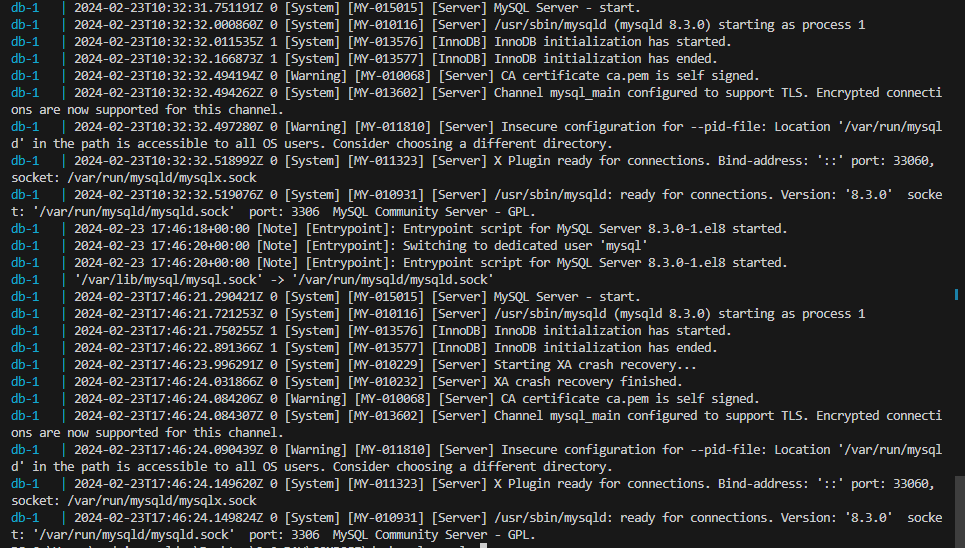 db-1   | 2024-02-23T10:32:31.751191Z 0 [System] [MY-015015] [Server] MySQL Server - start.
db-1   | 2024-02-23T10:32:32.000860Z 0 [System] [MY-010116] [Server] /usr/sbin/mysqld (mysqld 8.3.0) starting as process 1
db-1   | 2024-02-23T10:32:32.011535Z 1 [System] [MY-013576] [InnoDB] InnoDB initialization has started.
db-1   | 2024-02-23T10:32:32.166873Z 1 [System] [MY-013577] [InnoDB] InnoDB initialization has ended.
db-1   | 2024-02-23T10:32:32.494194Z 0 [Warning] [MY-010068] [Server] CA certificate ca.pem is self signed.
db-1   | 2024-02-23T10:32:32.494262Z 0 [System] [MY-013602] [Server] Channel mysql_main configured to support TLS. Encrypted connecti
ons are now supported for this channel.
db-1   | 2024-02-23T10:32:32.497280Z 0 [Warning] [MY-011810] [Server] Insecure configuration for --pid-file: Location '/var/run/mysql
d' in the path is accessible to all OS users. Consider choosing a different directory.
db-1   | 2024-02-23T10:32:32.518992Z 0 [System] [MY-011323] [Server] X Plugin ready for connections. Bind-address: '::' port: 33060,
socket: /var/run/mysqld/mysqlx.sock
db-1   | 2024-02-23T10:32:32.519076Z 0 [System] [MY-010931] [Server] /usr/sbin/mysqld: ready for connections. Version: '8.3.0'  socke
t: '/var/run/mysqld/mysqld.sock'  port: 3306  MySQL Community Server - GPL.
db-1   | 2024-02-23 17:46:18+00:00 [Note] [Entrypoint]: Entrypoint script for MySQL Server 8.3.0-1.el8 started.
db-1   | 2024-02-23 17:46:20+00:00 [Note] [Entrypoint]: Switching to dedicated user 'mysql'
db-1   | 2024-02-23 17:46:20+00:00 [Note] [Entrypoint]: Entrypoint script for MySQL Server 8.3.0-1.el8 started.
db-1   | '/var/lib/mysql/mysql.sock' -> '/var/run/mysqld/mysqld.sock'
db-1   | 2024-02-23T17:46:21.290421Z 0 [System] [MY-015015] [Server] MySQL Server - start.
db-1   | 2024-02-23T17:46:21.721253Z 0 [System] [MY-010116] [Server] /usr/sbin/mysqld (mysqld 8.3.0) starting as process 1
db-1   | 2024-02-23T17:46:21.750255Z 1 [System] [MY-013576] [InnoDB] InnoDB initialization has started.
db-1   | 2024-02-23T17:46:22.891366Z 1 [System] [MY-013577] [InnoDB] InnoDB initialization has ended.
db-1   | 2024-02-23T17:46:23.996291Z 0 [System] [MY-010229] [Server] Starting XA crash recovery...
db-1   | 2024-02-23T17:46:24.031866Z 0 [System] [MY-010232] [Server] XA crash recovery finished.
db-1   | 2024-02-23T17:46:24.084206Z 0 [Warning] [MY-010068] [Server] CA certificate ca.pem is self signed.
db-1   | 2024-02-23T17:46:24.084307Z 0 [System] [MY-013602] [Server] Channel mysql_main configured to support TLS. Encrypted connecti
ons are now supported for this channel.
db-1   | 2024-02-23T17:46:24.090439Z 0 [Warning] [MY-011810] [Server] Insecure configuration for --pid-file: Location '/var/run/mysql
d' in the path is accessible to all OS users. Consider choosing a different directory.
db-1   | 2024-02-23T17:46:24.149620Z 0 [System] [MY-011323] [Server] X Plugin ready for connections. Bind-address: '::' port: 33060,
socket: /var/run/mysqld/mysqlx.sock
db-1   | 2024-02-23T17:46:24.149824Z 0 [System] [MY-010931] [Server] /usr/sbin/mysqld: ready for connections. Version: '8.3.0'  socke
t: '/var/run/mysqld/mysqld.sock'  port: 3306  MySQL Community Server - GPL.